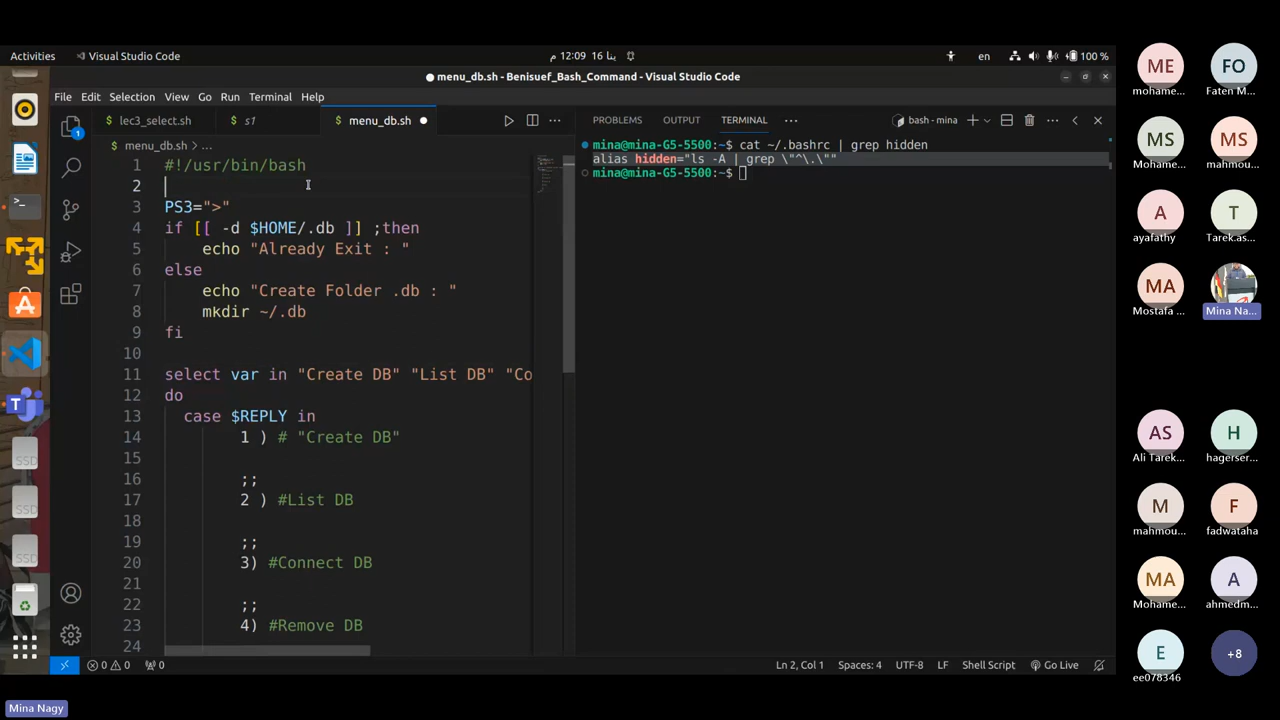 Activities
Visual Studio Code
م 12:09 16 ينا
en
100 %
menu_db.sh - Benisuef_Bash_Command - Visual Studio Code
File Edit Selection View Go Run Terminal Help
lec3_select.sh
s1
menu_db.sh
PROBLEMS OUTPUT TERMINAL ...
bash - mina
menu_db.sh > ...
1 #!/usr/bin/bash
2
3 PS3=">"
4 if [[ -d $HOME/.db ]] ;then
5 echo "Already Exit : "
6 else
7 echo "Create Folder .db : "
8 mkdir ~/.db
9 fi
10
11 select var in "Create DB" "List DB" "Co
12 do
13 case $REPLY in
14 1 ) # "Create DB"
15
16 ;;
17 2 ) #List DB
18
19 ;;
20 3) #Connect DB
21
22 ;;
23 4) #Remove DB
24
mina@mina-G5-5500:~$ cat ~/.bashrc | grep hidden
alias hidden="ls -A | grep \"^\.\""
mina@mina-G5-5500:~$
1
SSD
SSD
SSD
0 0 0
Ln 2, Col 1
Spaces: 4
UTF-8
LF
Shell Script
Go Live
ME
mohame...
FO
Faten M...
MS
Mohame...
MS
mahmou...
A
ayafathy
T
Tarek.as...
MA
Mostafa ...
Mina Na...
AS
Ali Tarek...
H
hagerser...
M
mahmou...
F
fadwataha
MA
Mohame...
A
ahmedm...
E
ee078346
+8
Mina Nagy